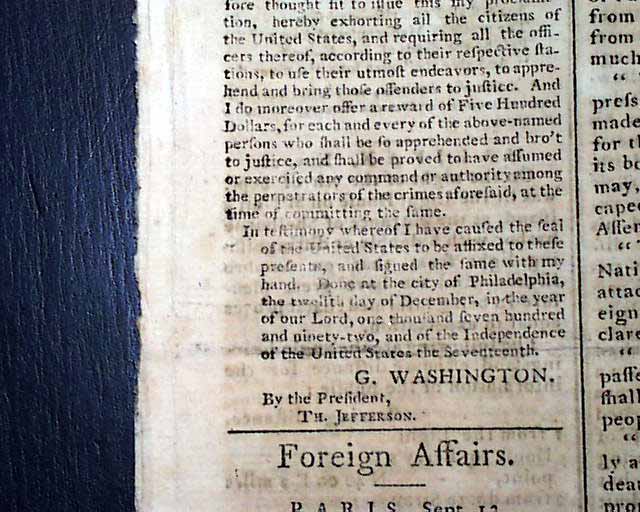 fore thought fit to iſſue this my proclama-
tion, hereby exhorting all the citizens of
the United States, and requiring all the offi-
cers thereof, according to their reſpective ſta-
tions, to uſe their utmoſt endeavors, to appre-
hend and bring thoſe offenders to juſtice. And
I do moreover offer a reward of Five Hundred
Dollars, for each and every of the above-named
perſons who ſhall be ſo apprehended and bro't
to juſtice, and ſhall be proved to have aſſumed
or exerciſed any command or authority among
the perpetrators of the crimes aforeſaid, at the
time of committing the ſame.
In teſtimony whereof I have cauſed the ſeal
of the United States to be affixed to theſe
preſents, and ſigned the ſame with my
hand. Done at the city of Philadelphia,
the twelfth day of December, in the year
of our Lord, one thouſand ſeven hundred
and ninety-two, and of the Independence
of the United States the Seventeenth.
G. WASHINGTON.
By the Preſident,
TH. JEFFERSON.
Foreign Affairs.
PARIS, Sept. 12
from
from
much
"
preſs
made
for th
its bo
may,
capec
Aſſer
"
Nati
attac
eign
clare
"
paſſe
ſhall
peop
"
ly a
dear
pro